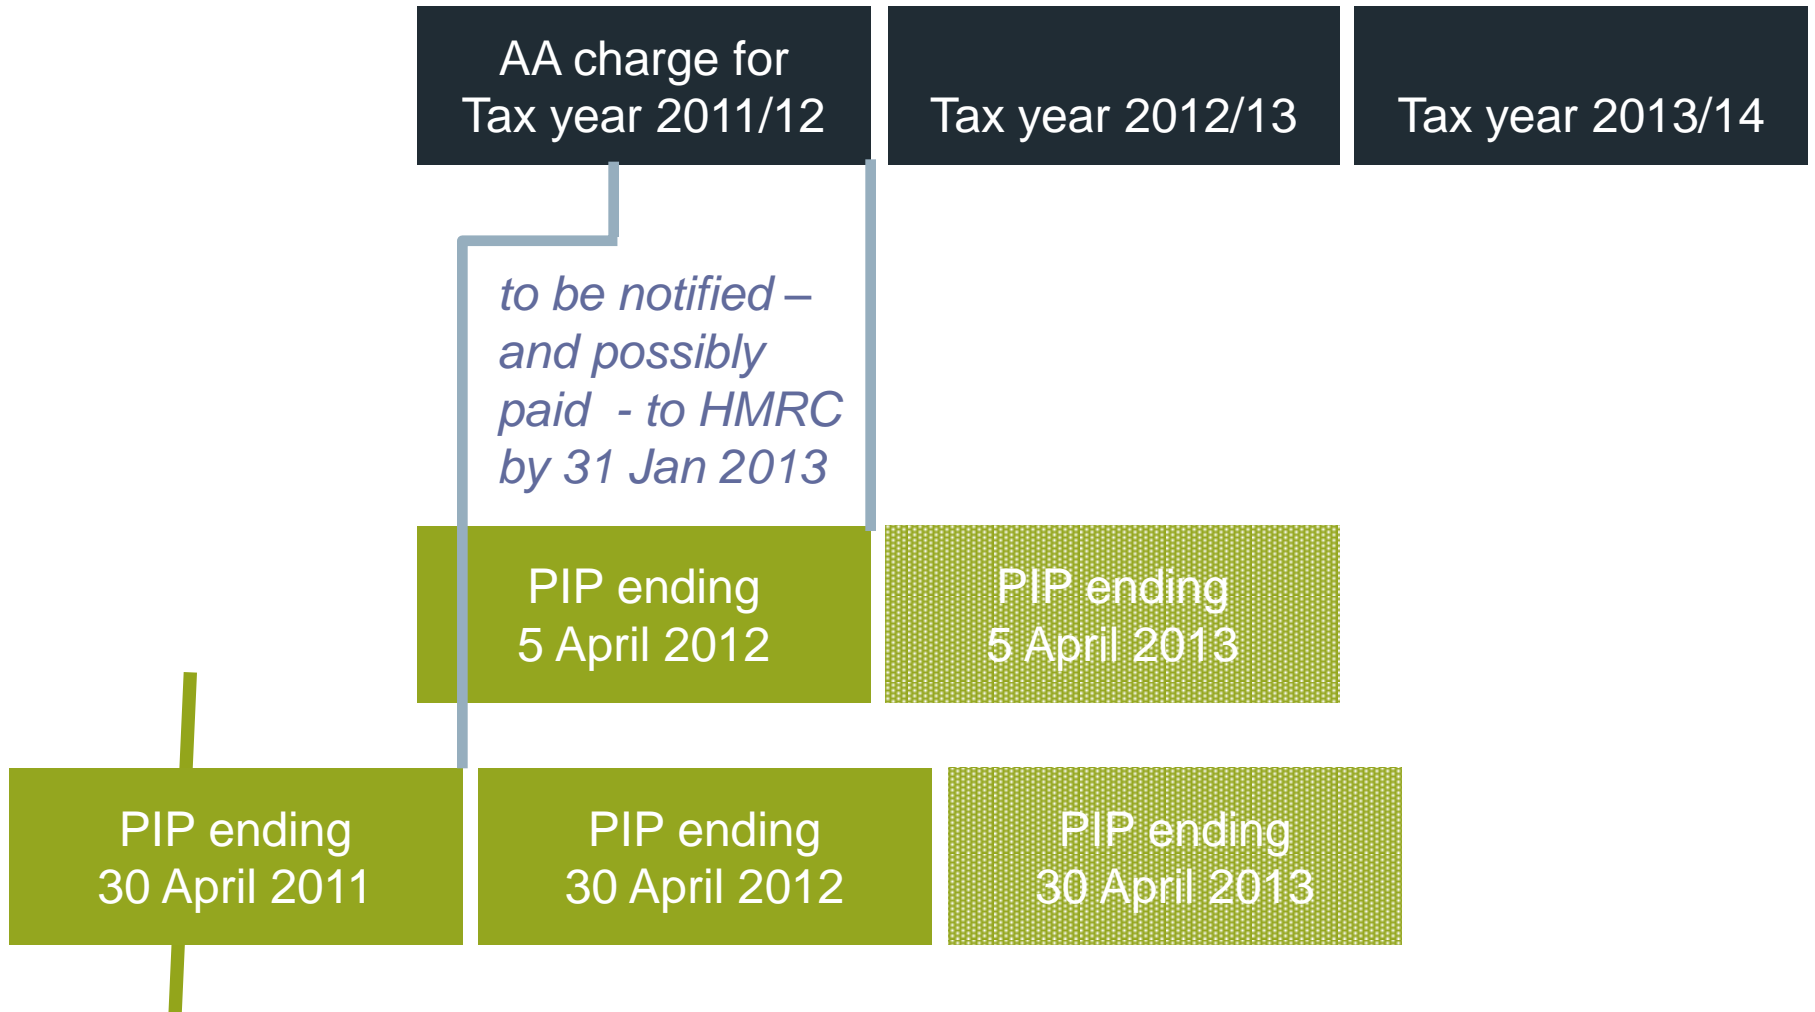 AA charge for
Tax year 2011/12
Tax year 2012/13
Tax year 2013/14
to be notified –
and possibly
paid  - to HMRC
by 31 Jan 2013
PIP ending
5 April 2012
PIP ending
5 April 2013
PIP ending
30 April 2011
PIP ending
30 April 2012
PIP ending
30 April 2013